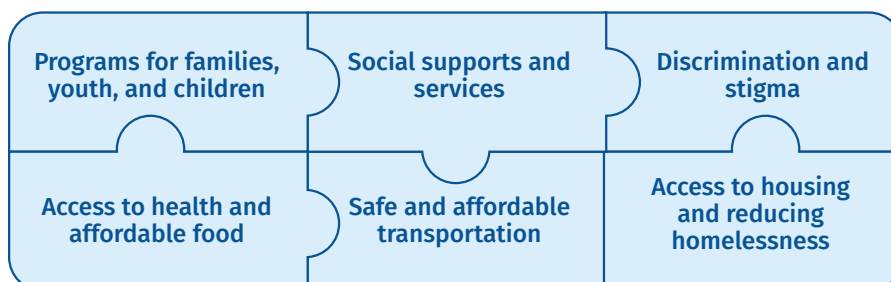 Programs for families,
youth, and children
Social supports and
services
Discrimination and
stigma
Access to health and
affordable food
Safe and affordable
transportation
Access to housing
and reducing
homelessness